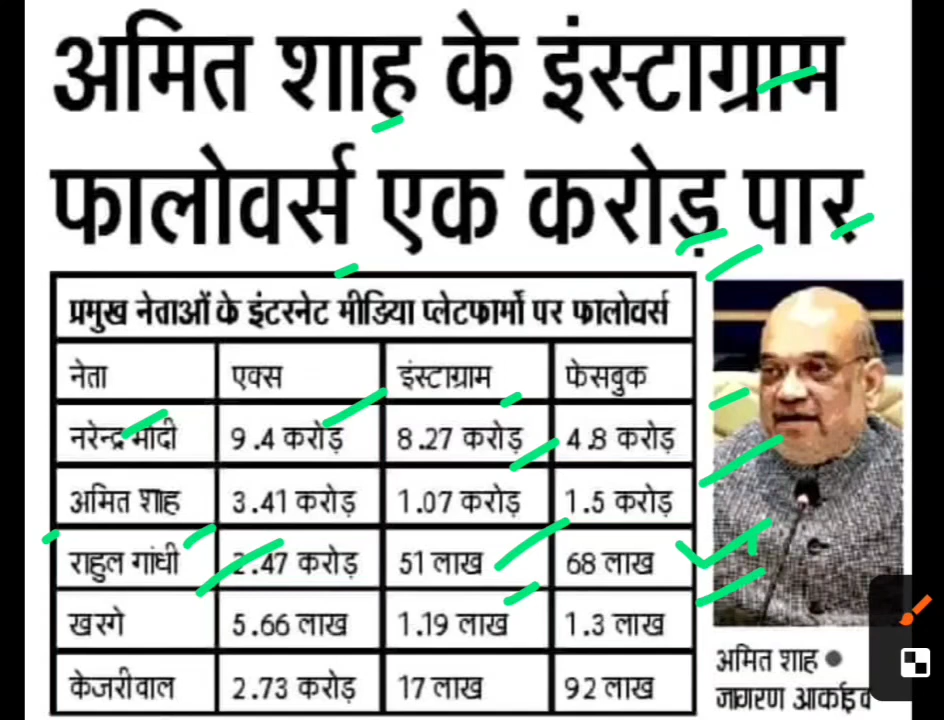 अमित शाह के इंस्टाग्राम
फालोवर्स एक करोड़ पार
प्रमुख नेताओं के इंटरनेट मीडिया प्लेटफार्मों पर फालोवर्स
नेता एक्स इंस्टाग्राम फेसबुक
नरेन्द्र मोदी 9.4 करोड़ 8.27 करोड़ 4.8 करोड़
अमित शाह 3.41 करोड़ 1.07 करोड़ 1.5 करोड़
राहुल गांधी 2.47 करोड़ 51 लाख 68 लाख
खरगे 5.66 लाख 1.19 लाख 1.3 लाख
केजरीवाल 2.73 करोड़ 17 लाख 92 लाख
अमित शाह ●
जागरण आर्काइव